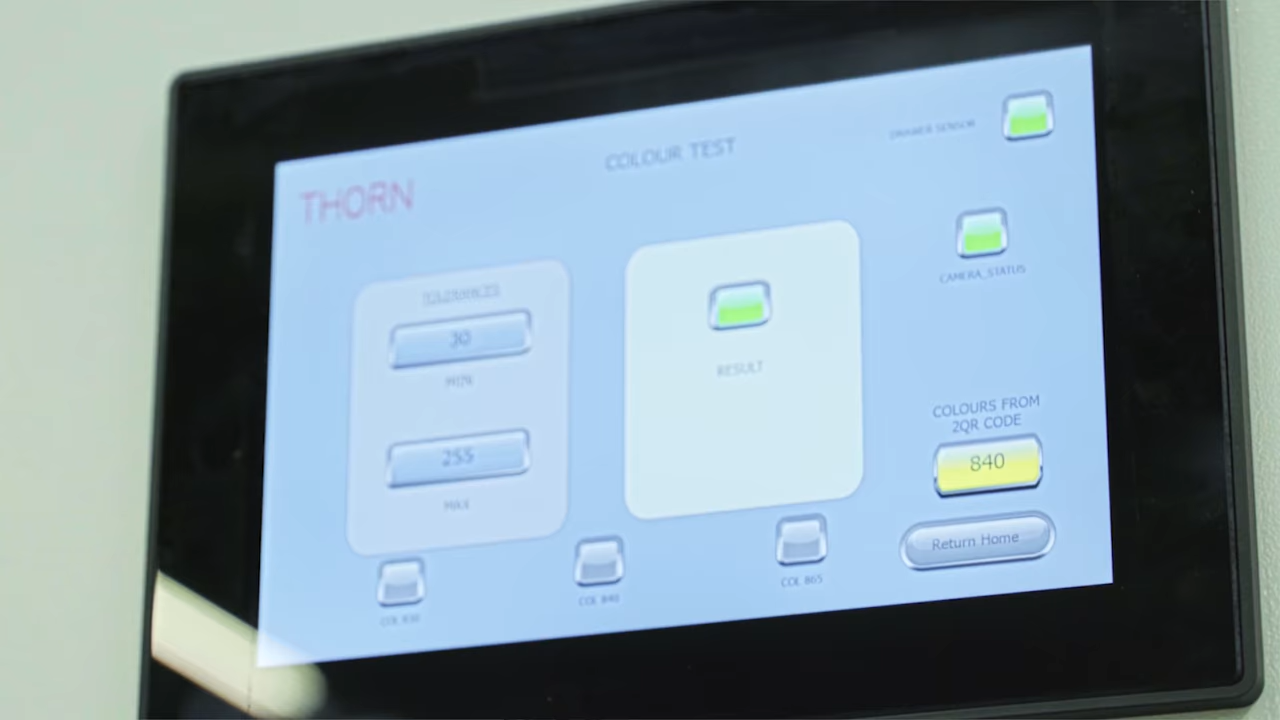 COLOUR TEST
DRAWER SENSOR
THORN
CAMERA_STATUS
TOLERANCES
30
MIN
255
MAX
RESULT
COLOURS FROM
2QR CODE
840
Return Home
COL 830
COL 840
COL 865